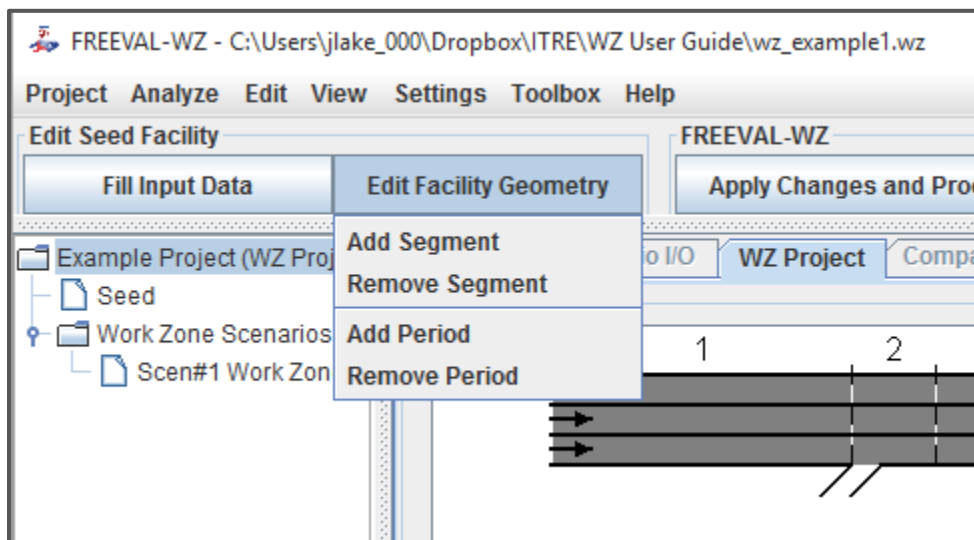 FREEVAL-WZ - C:\Users\jlake_000\Dropbox\ITRE\WZ User Guide\wz_example1.wz
Project Analyze Edit View Settings Toolbox Help
Edit Seed Facility
FREEVAL-WZ
Fill Input Data
Edit Facility Geometry
Apply Changes and Pro
Add Segment
Remove Segment
Add Period
Remove Period
Example Project (WZ Proj
Seed
Work Zone Scenarios
Scen#1 Work Zon
io I/O
WZ Project
Compa
1
2